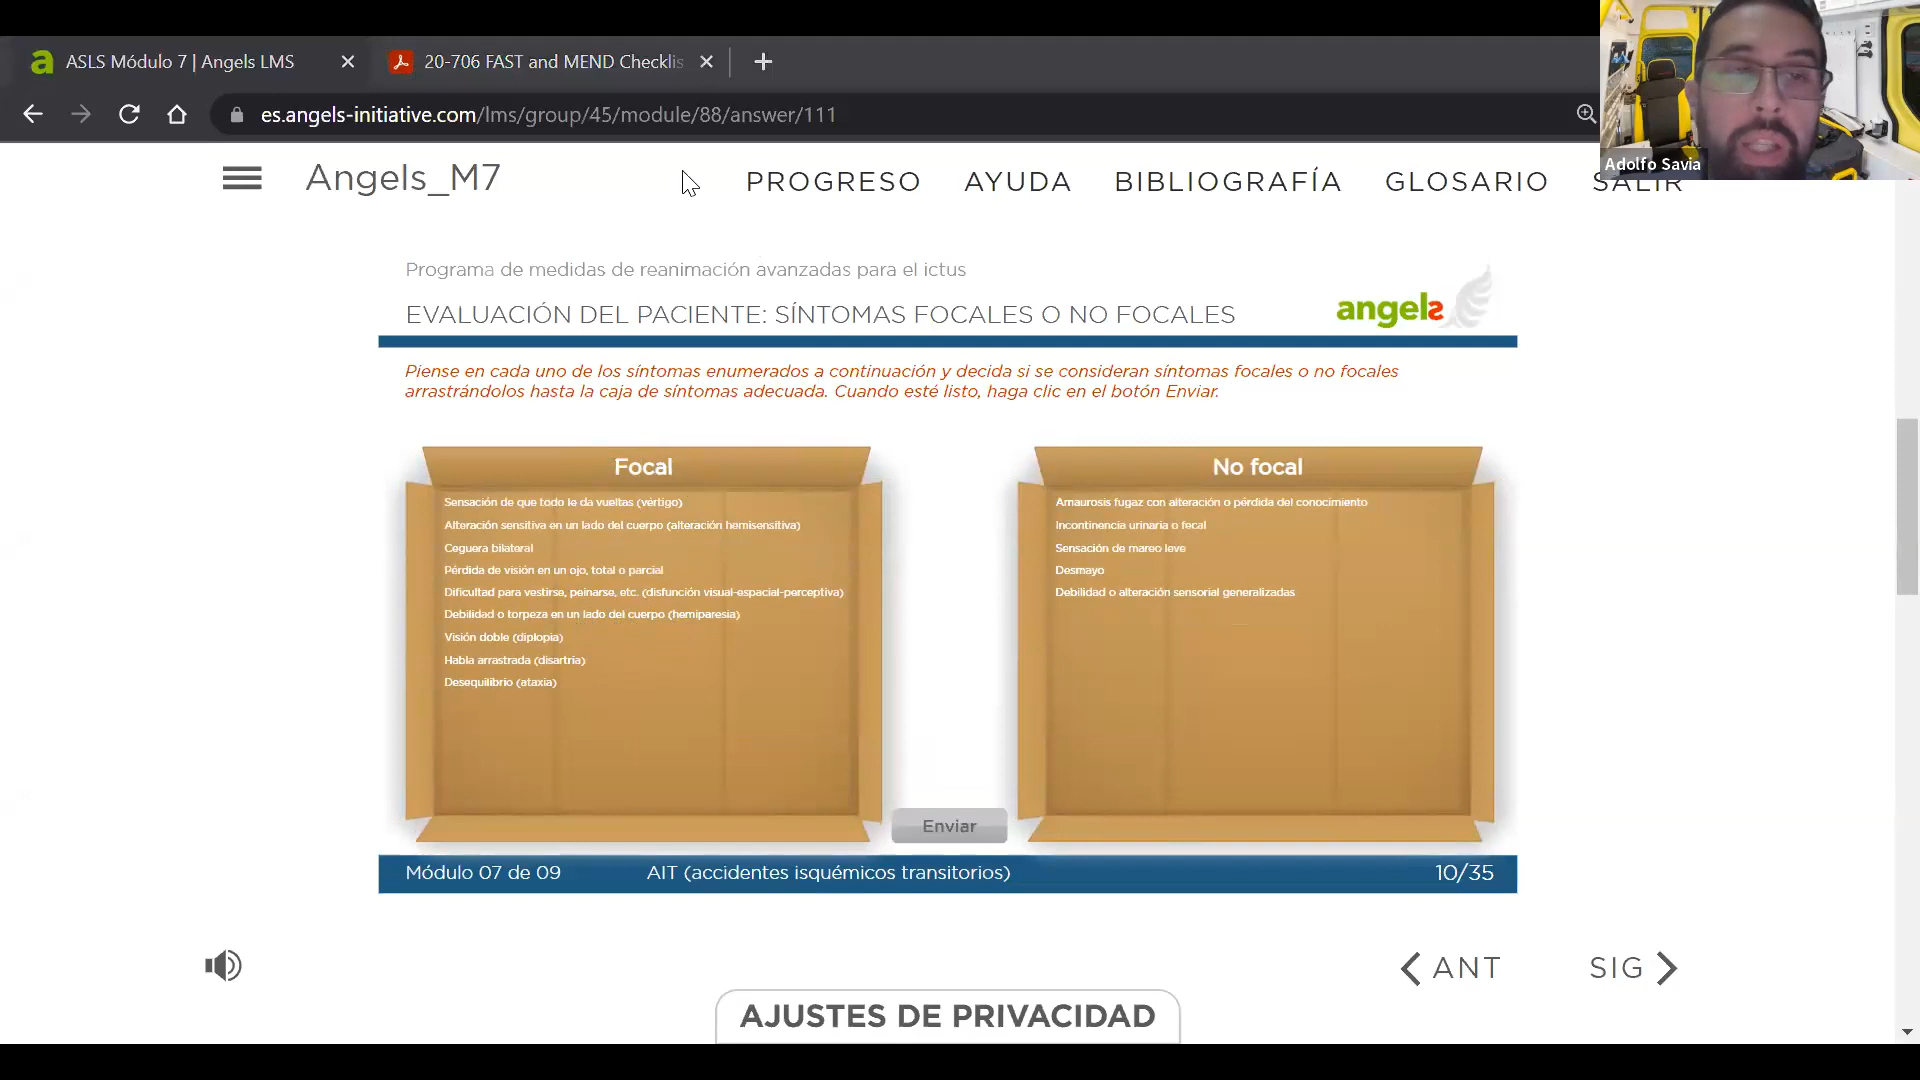 ASLS Módulo 7 | Angels LMS
20-706 FAST and MEND Checklis
es.angels-initiative.com/lms/group/45/module/88/answer/111
Adolfo Savia
Angels_M7
PROGRESO
AYUDA
BIBLIOGRAFÍA
GLOSARIO
SALIR
Programa de medidas de reanimación avanzadas para el ictus
EVALUACIÓN DEL PACIENTE: SÍNTOMAS FOCALES O NO FOCALES
angels
Piense en cada uno de los síntomas enumerados a continuación y decida si se consideran síntomas focales o no focales
arrastrándolos hasta la caja de síntomas adecuada. Cuando esté listo, haga clic en el botón Enviar.
Focal
Sensación de que todo le da vueltas (vértigo)
Alteración sensitiva en un lado del cuerpo (alteración hemisensitiva)
Ceguera bilateral
Pérdida de visión en un ojo, total o parcial
Dificultad para vestirse, peinarse, etc. (disfunción visual-espacial-perceptiva)
Debilidad o torpeza en un lado del cuerpo (hemiparesia)
Visión doble (diplopia)
Habla arrastrada (disartria)
Desequilibrio (ataxia)
No focal
Amaurosis fugaz con alteración o pérdida del conocimiento
Incontinencia urinaria o fecal
Sensación de mareo leve
Desmayo
Debilidad o alteración sensorial generalizadas
Enviar
Módulo 07 de 09
AIT (accidentes isquémicos transitorios)
10/35
ANT
SIG
AJUSTES DE PRIVACIDAD